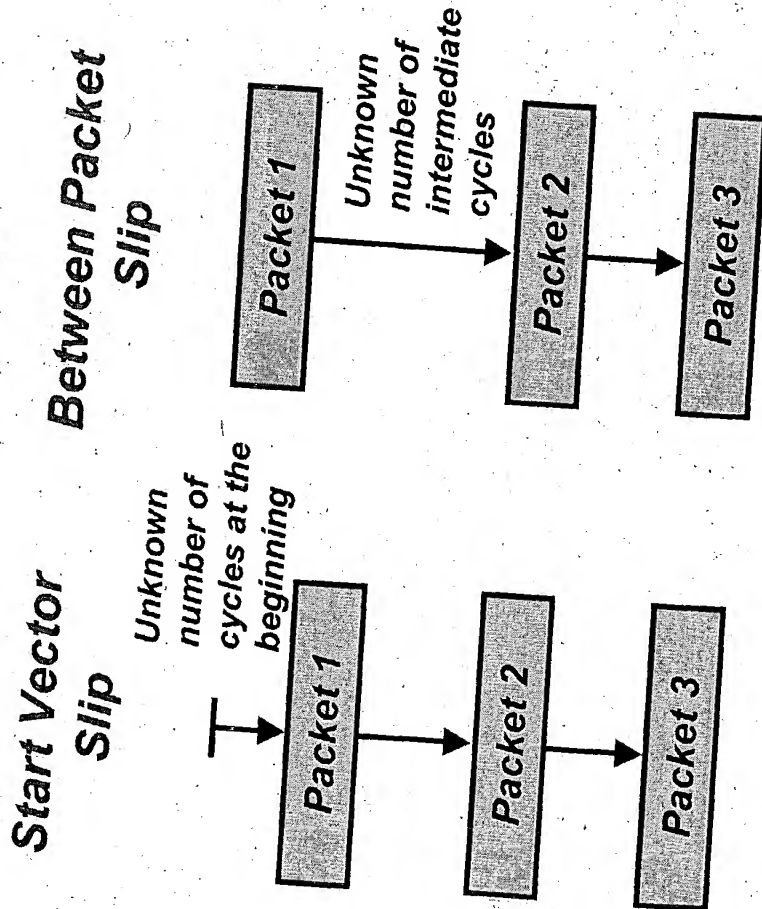 Start Vector
Slip
Unknown
number of
cycles at the
beginning
Packet 1
Packet 2
Packet 3
Between Packet
Slip
Packet 1
Unknown
number of
intermediate
cycles
Packet 2
Packet 3